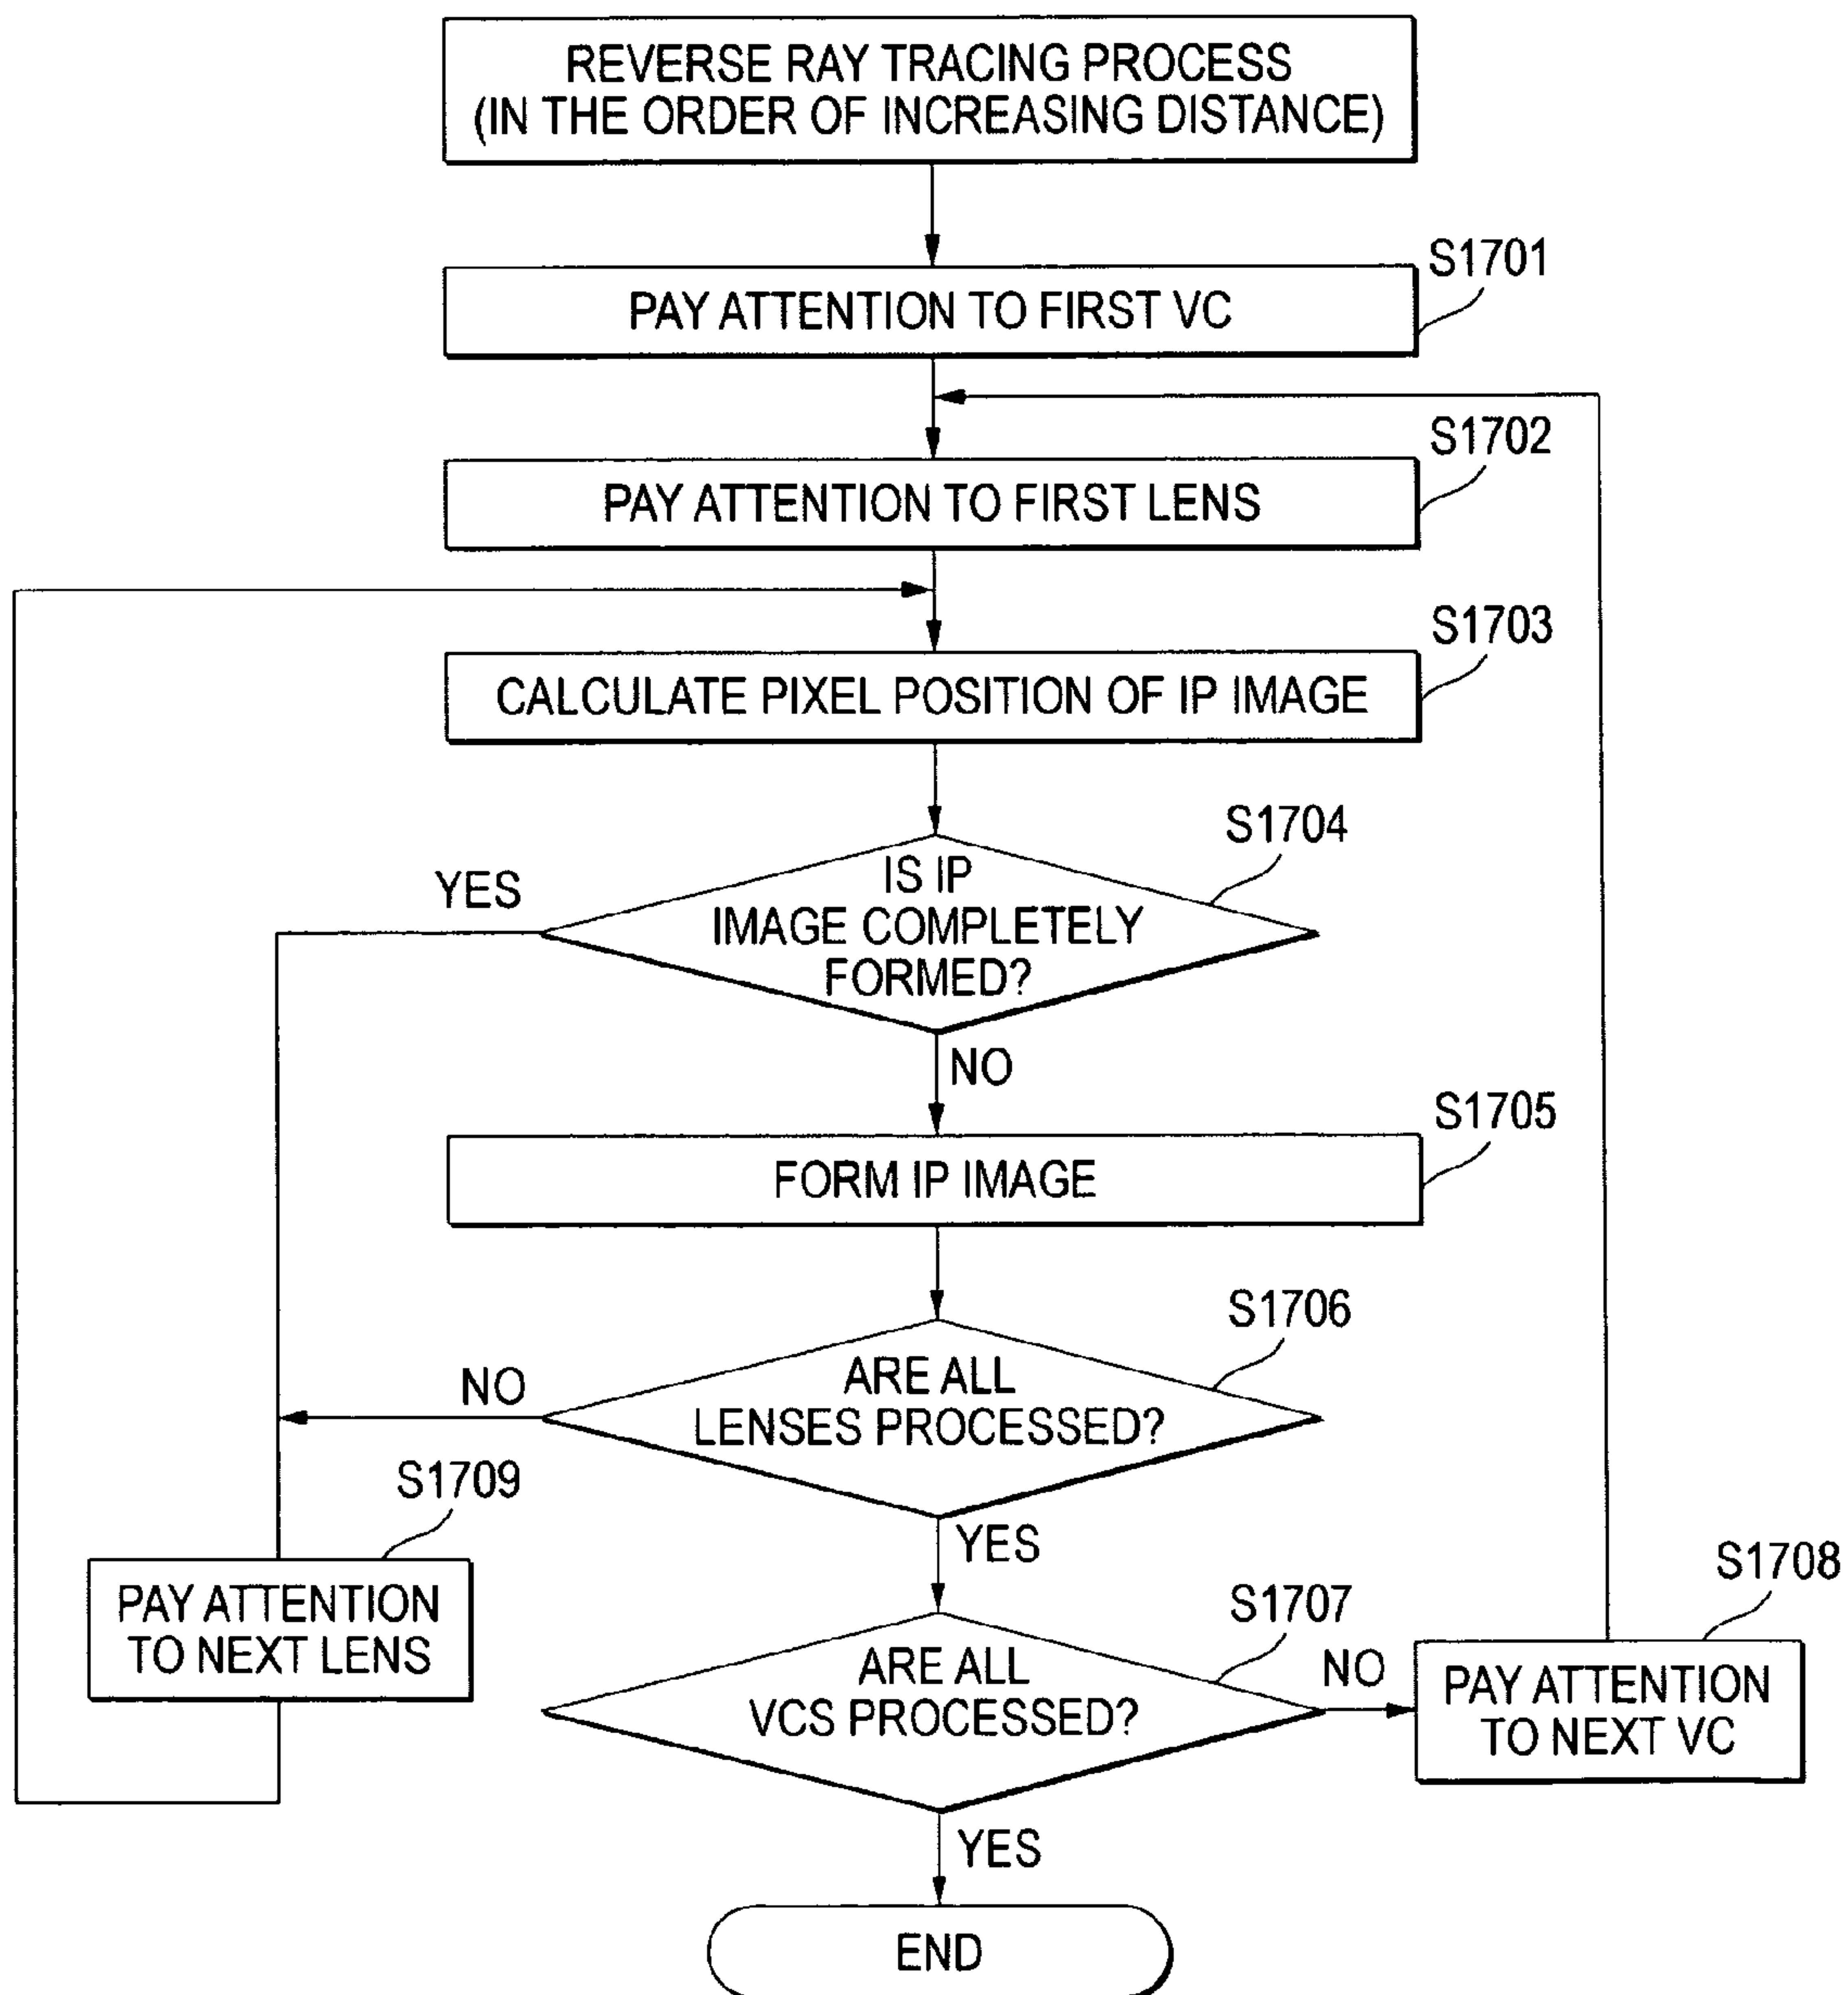 REVERSE RAY TRACING PROCESS
(IN THE ORDER OF INCREASING DISTANCE)
S1701
PAY ATTENTION TO FIRST VC
S1702
PAY ATTENTION TO FIRST LENS
S1703
CALCULATE PIXEL POSITION OF IP IMAGE
S1704
YES
IS IP
IMAGE COMPLETELY
FORMED?
NO
S1705
FORM IP IMAGE
S1706
NO
ARE ALL
LENSES PROCESSED?
S1709
YES
PAY ATTENTION
TO NEXT LENS
S1707
S1708
ARE ALL
VCS PROCESSED?
NO
PAY ATTENTION
TO NEXT VC
YES
END